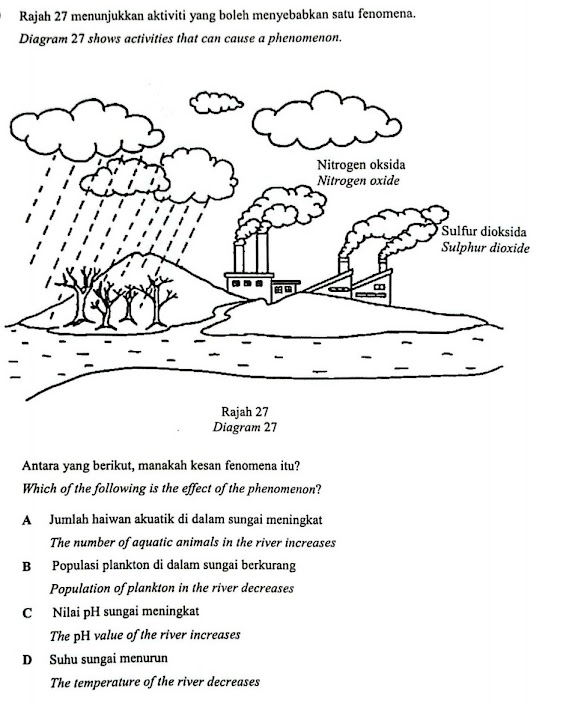 Rajah 27 menunjukkan aktiviti yang boleh menyebabkan satu fenomena.
Diagram 27 shows activities that can cause a phenomenon.
Nitrogen oksida
Nitrogen oxide
Sulfur dioksida
Sulphur dioxide
Rajah 27
Diagram 27
Antara yang berikut, manakah kesan fenomena itu?
Which of the following is the effect of the phenomenon?
A Jumlah haiwan akuatik di dalam sungai meningkat
The number of aquatic animals in the river increases
B Populasi plankton di dalam sungai berkurang
Population of plankton in the river decreases
C Nilai pH sungai meningkat
The pH value of the river increases
D Suhu sungai menurun
The temperature of the river decreases